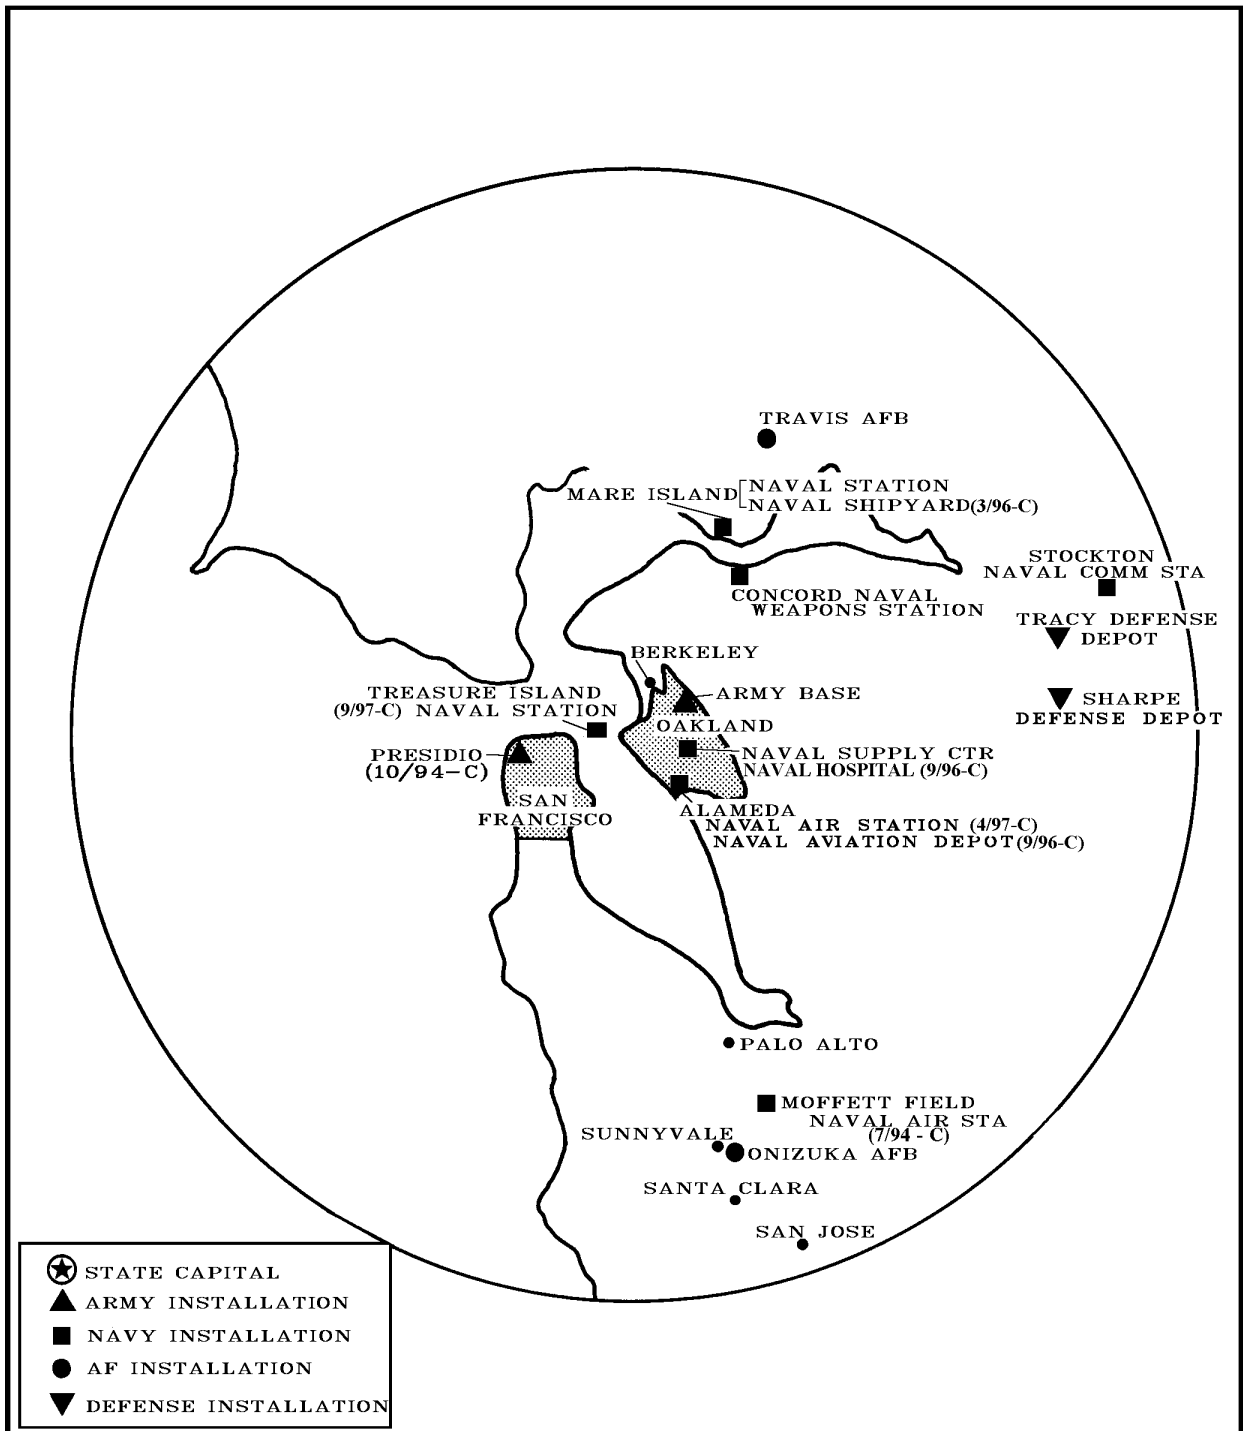 TRAVIS AFB
MARE ISLAND
NAVAL STATION
NAVAL SHIPYARD(3/96-C)
STOCKTON
NAVAL COMM STA
CONCORD NAVAL
WEAPONS STATION
TRACY DEFENSE
DEPOT
BERKELEY
TREASURE ISLAND
(9/97-C) NAVAL STATION
ARMY BASE
SHARPE
DEFENSE DEPOT
OAKLAND
PRESIDIO
(10/94-C)
NAVAL SUPPLY CTR
NAVAL HOSPITAL (9/96-C)
SAN
FRANCISCO
ALAMEDA
NAVAL AIR STATION (4/97-C)
NAVAL AVIATION DEPOT(9/96-C)
PALO ALTO
MOFFETT FIELD
NAVAL AIR STA
(7/94 - C)
SUNNYVALE
ONIZUKA AFB
SANTA CLARA
SAN JOSE
STATE CAPITAL
ARMY INSTALLATION
NAVY INSTALLATION
AF INSTALLATION
DEFENSE INSTALLATION